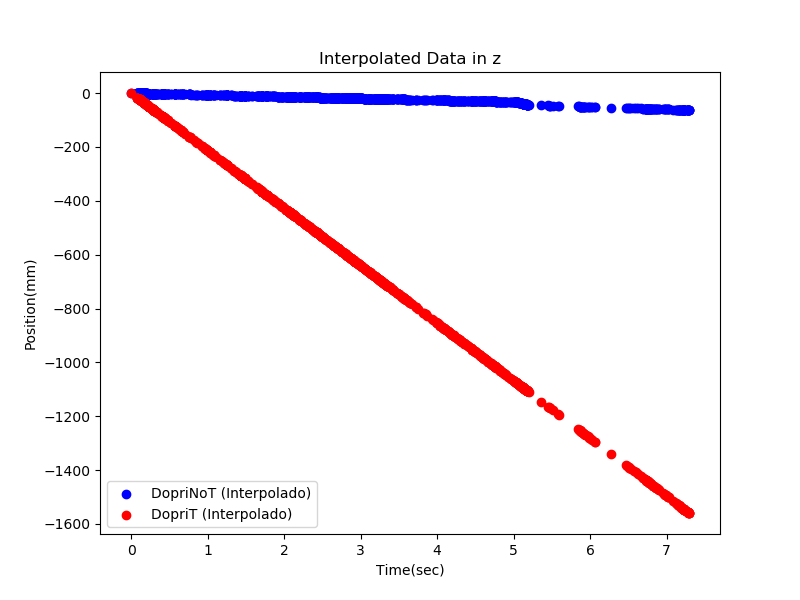 Interpolated Data in z
Position(mm)
0
−200
−400
−600
−800
−1000
−1200
−1400
−1600
DopriNoT (Interpolado)
DopriT (Interpolado)
0 1 2 3 4 5 6 7
Time(sec)